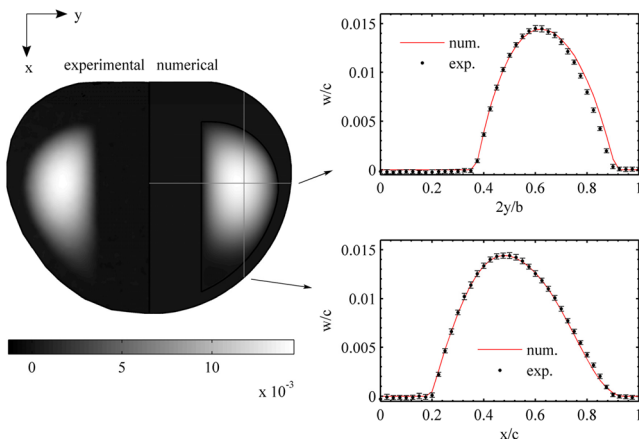 y
x
experimental numerical
0 5 10
x 10⁻³
0.015
0.01
0.005
0
w/c
num.
exp.
0 0.2 0.4 0.6 0.8 1
2y/b
0.015
0.01
0.005
0
w/c
num.
exp.
0 0.2 0.4 0.6 0.8 1
x/c